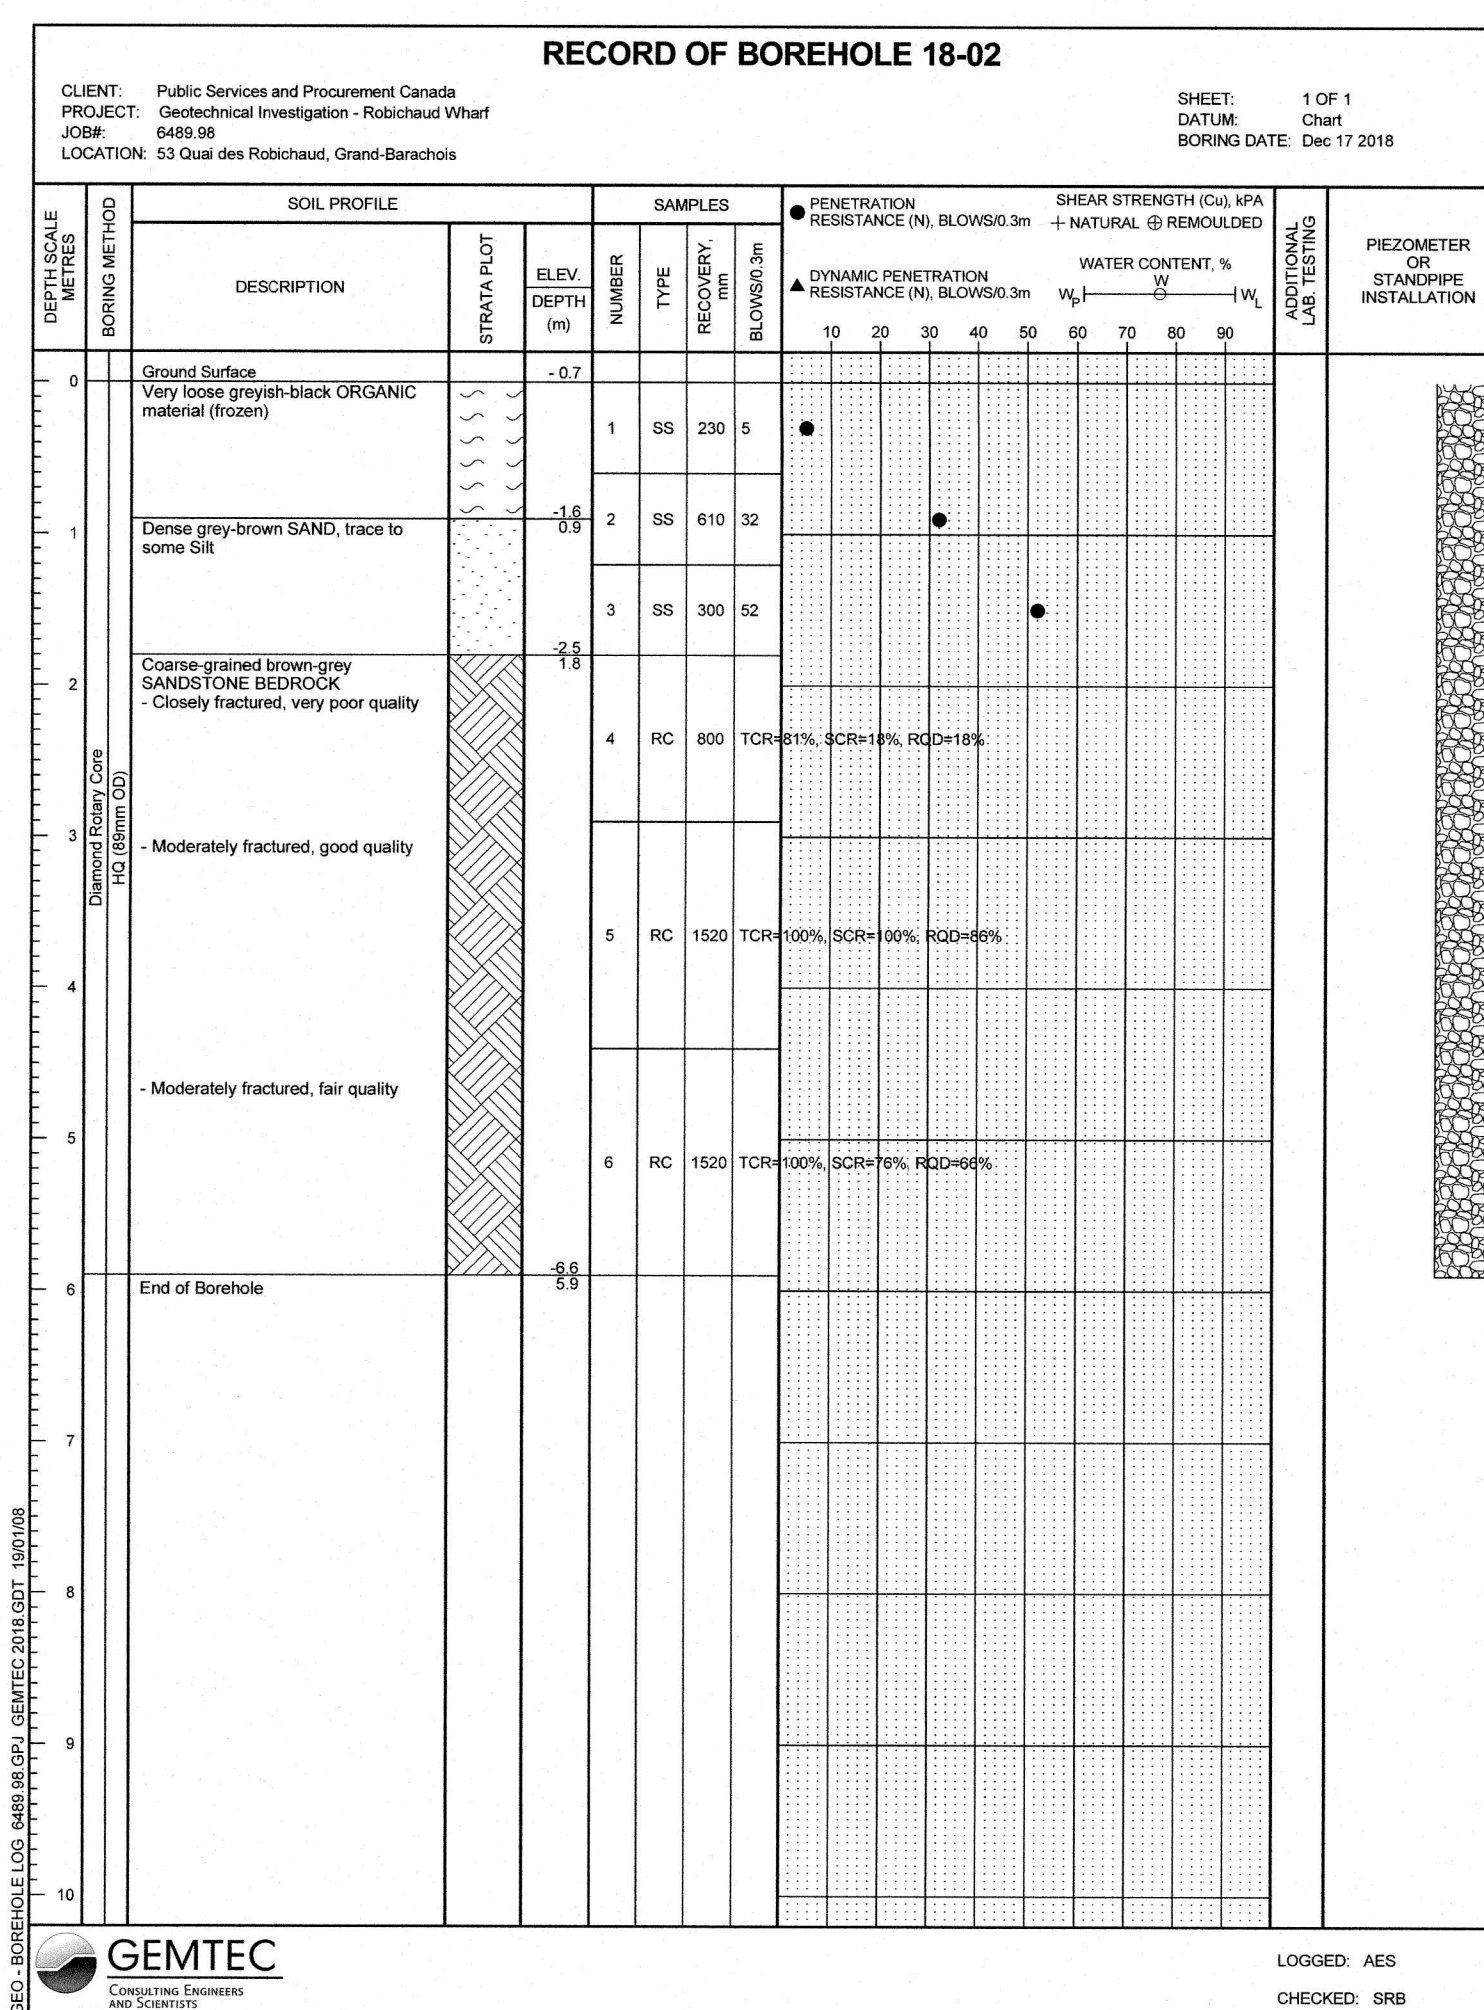 RECORD OF BOREHOLE 18-02
CLIENT: Public Services and Procurement Canada
PROJECT: Geotechnical Investigation - Robichaud Wharf
JOB#: 6489.98
LOCATION: 53 Quai des Robichaud, Grand-Barachois
SHEET: 1 OF 1
DATUM: Chart
BORING DATE: Dec 17 2018
DEPTH SCALE
METRES
BORING METHOD
SOIL PROFILE
DESCRIPTION
STRATA PLOT
ELEV.
DEPTH
(m)
SAMPLES
NUMBER
TYPE
RECOVERY,
mm
BLOWS/0.3m
● PENETRATION
RESISTANCE (N), BLOWS/0.3m
▲ DYNAMIC PENETRATION
RESISTANCE (N), BLOWS/0.3m
SHEAR STRENGTH (Cu), kPA
+ NATURAL ⊕ REMOULDED
WATER CONTENT, %
W
Wp WL
10 20 30 40 50 60 70 80 90
ADDITIONAL
LAB. TESTING
PIEZOMETER
OR
STANDPIPE
INSTALLATION
Ground Surface - 0.7
0
Very loose greyish-black ORGANIC
material (frozen)
1 SS 230 5
-1.6
0.9
2 SS 610 32
1
Dense grey-brown SAND, trace to
some Silt
3 SS 300 52
-2.5
1.8
Coarse-grained brown-grey
SANDSTONE BEDROCK
- Closely fractured, very poor quality
2
4 RC 800 TCR=81%, SCR=18%, RQD=18%
Diamond Rotary Core
HQ (89mm OD)
3
- Moderately fractured, good quality
5 RC 1520 TCR=100%, SCR=100%, RQD=86%
4
- Moderately fractured, fair quality
5
6 RC 1520 TCR=100%, SCR=76%, RQD=66%
-6.6
5.9
6
End of Borehole
7
8
9
10
GEO - BOREHOLE LOG 6489.98.GPJ GEMTEC 2018.GDT 19/01/08
GEMTEC
CONSULTING ENGINEERS
AND SCIENTISTS
LOGGED: AES
CHECKED: SRB